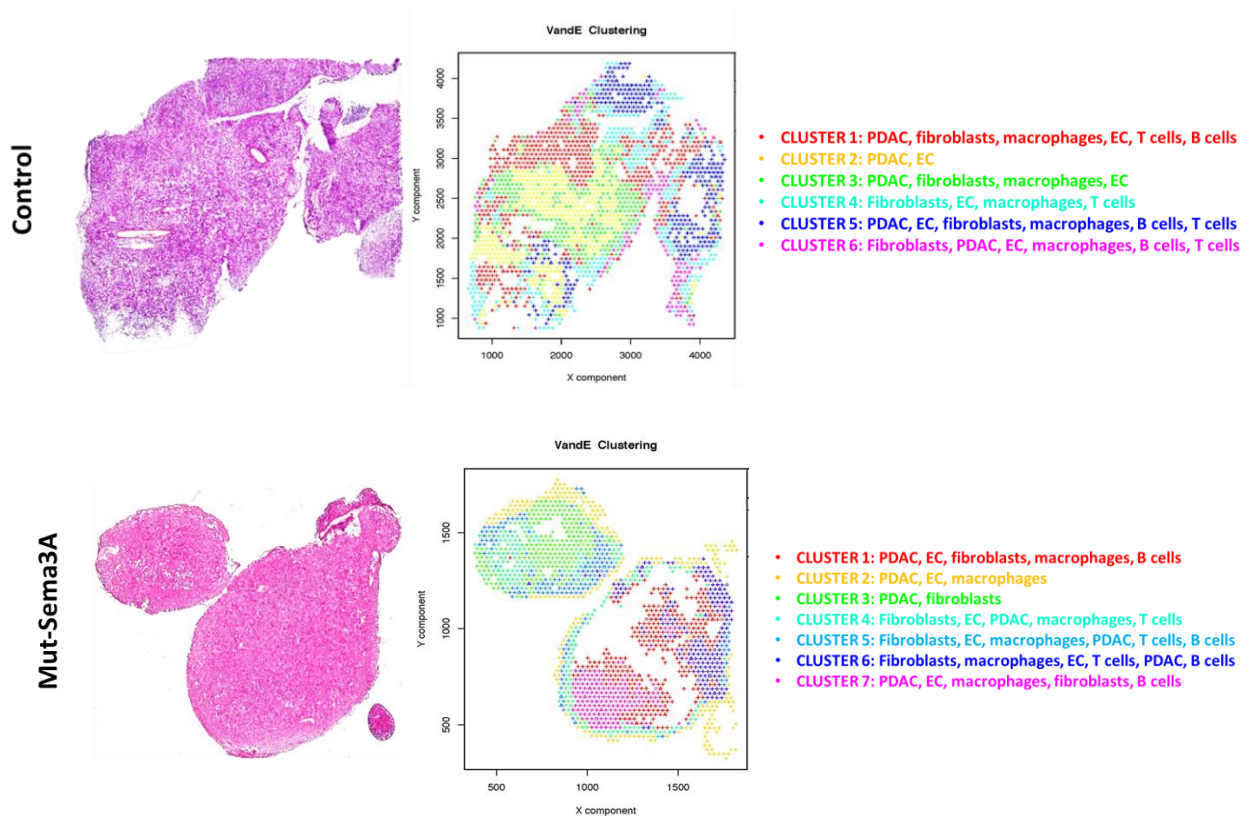 Control
VandE Clustering
Y component
4000
3500
3000
2500
2000
1500
1000
1000 2000 3000 4000
X component
• CLUSTER 1: PDAC, fibroblasts, macrophages, EC, T cells, B cells
• CLUSTER 2: PDAC, EC
• CLUSTER 3: PDAC, fibroblasts, macrophages, EC
• CLUSTER 4: Fibroblasts, EC, macrophages, T cells
• CLUSTER 5: PDAC, EC, fibroblasts, macrophages, B cells, T cells
• CLUSTER 6: Fibroblasts, PDAC, EC, macrophages, B cells, T cells
Mut-Sema3A
VandE Clustering
Y component
1500
1000
500
500 1000 1500
X component
• CLUSTER 1: PDAC, EC, fibroblasts, macrophages, B cells
• CLUSTER 2: PDAC, EC, macrophages
• CLUSTER 3: PDAC, fibroblasts
• CLUSTER 4: Fibroblasts, EC, PDAC, macrophages, T cells
• CLUSTER 5: Fibroblasts, EC, macrophages, PDAC, T cells, B cells
• CLUSTER 6: Fibroblasts, macrophages, EC, T cells, PDAC, B cells
• CLUSTER 7: PDAC, EC, macrophages, fibroblasts, B cells